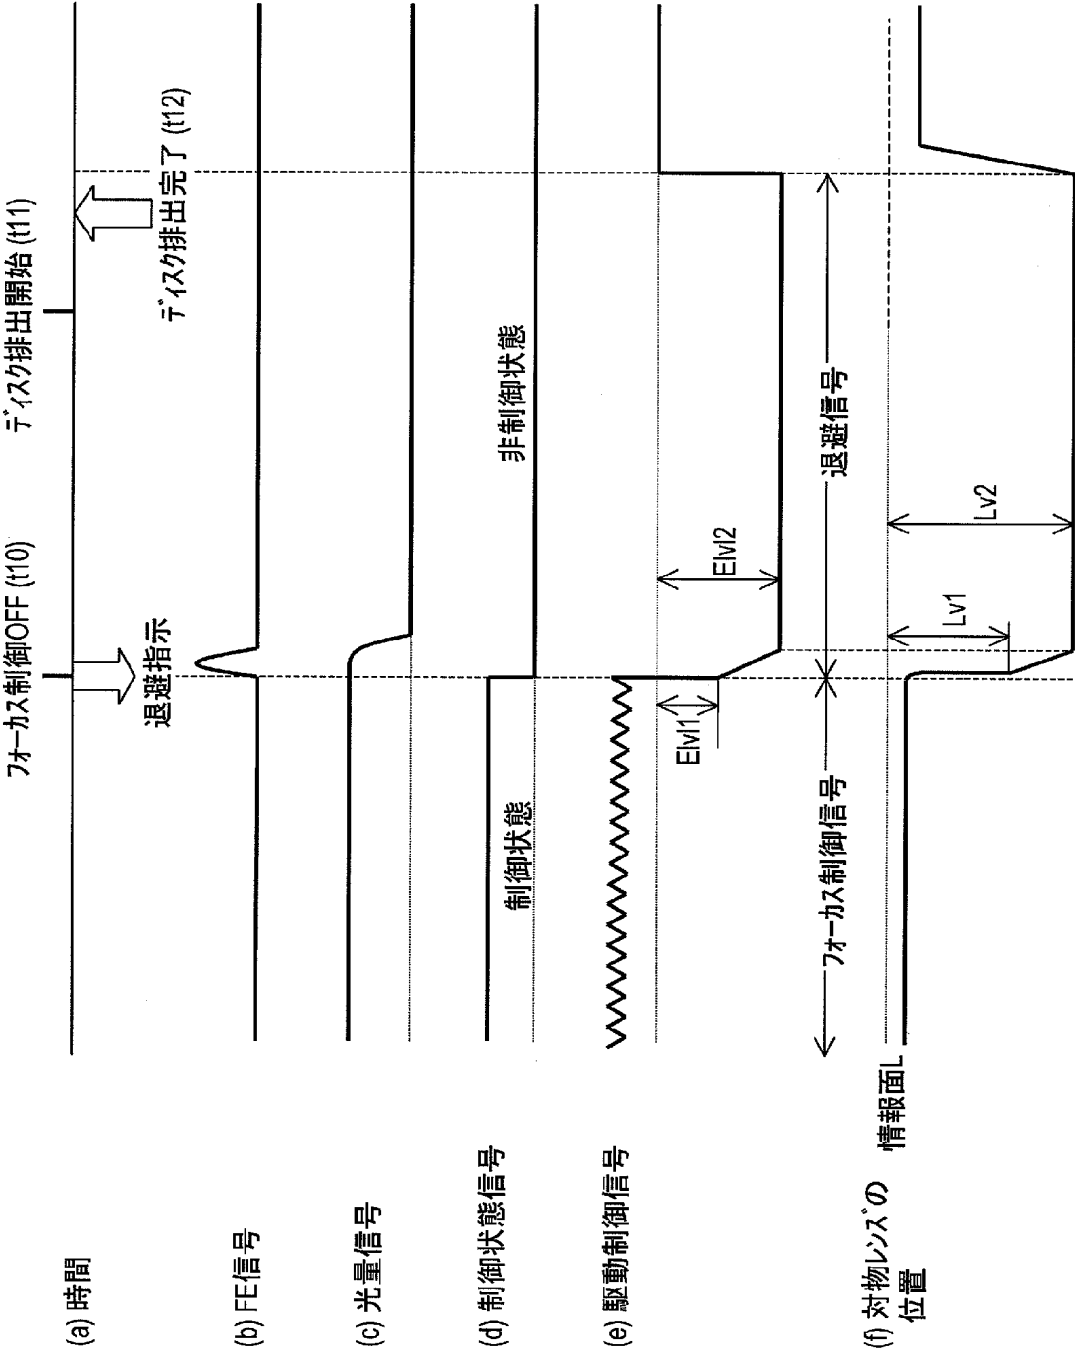 フォーカス制御OFF (t10)
ディスク排出開始 (t11)
(a) 時間
退避指示
ディスク排出完了 (t12)
(b) FE信号
(c) 光量信号
(d) 制御状態信号
制御状態
非制御状態
(e) 駆動制御信号
Elvl1
Elvl2
フォーカス制御信号
退避信号
(f) 対物レンズの
位置
情報面L
Lv1
Lv2